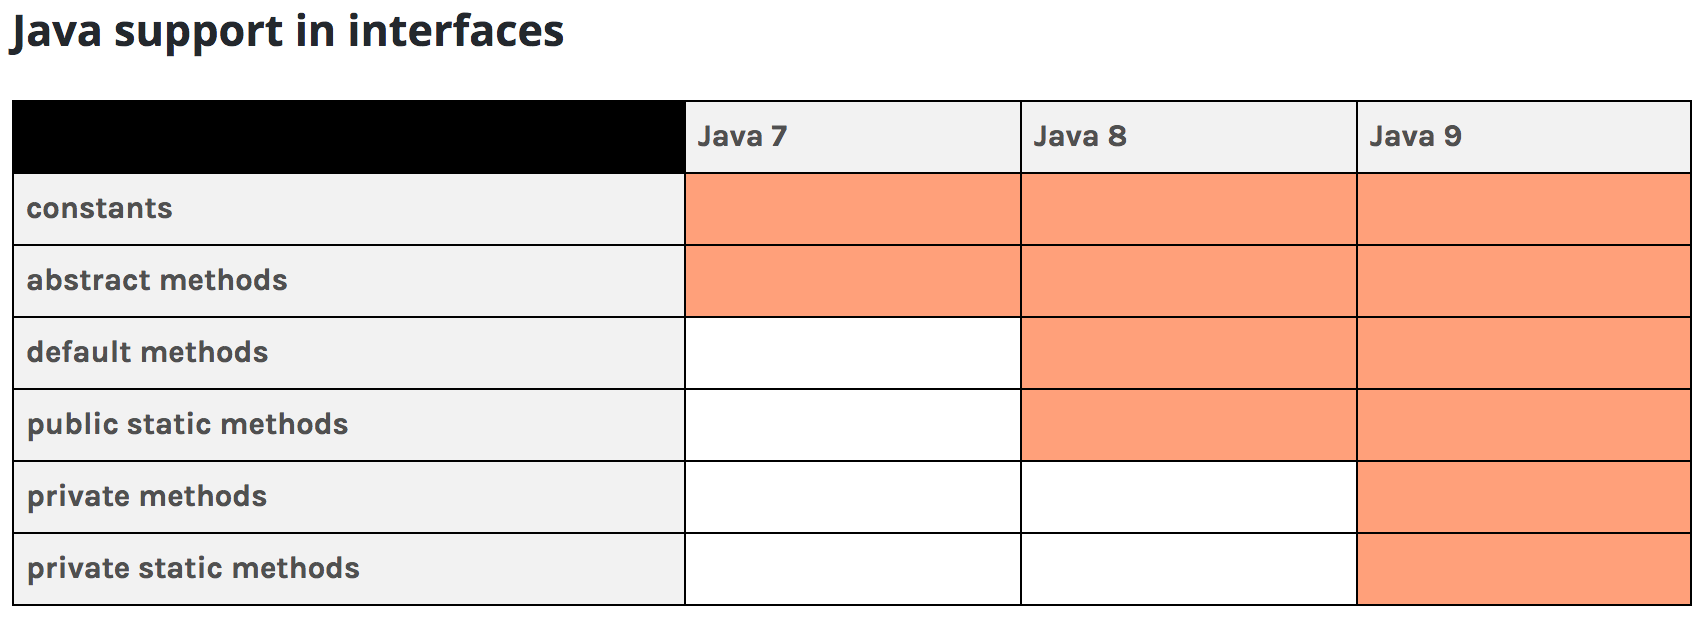 Java support in interfaces
Java 7 Java 8 Java 9
constants
abstract methods
default methods
public static methods
private methods
private static methods